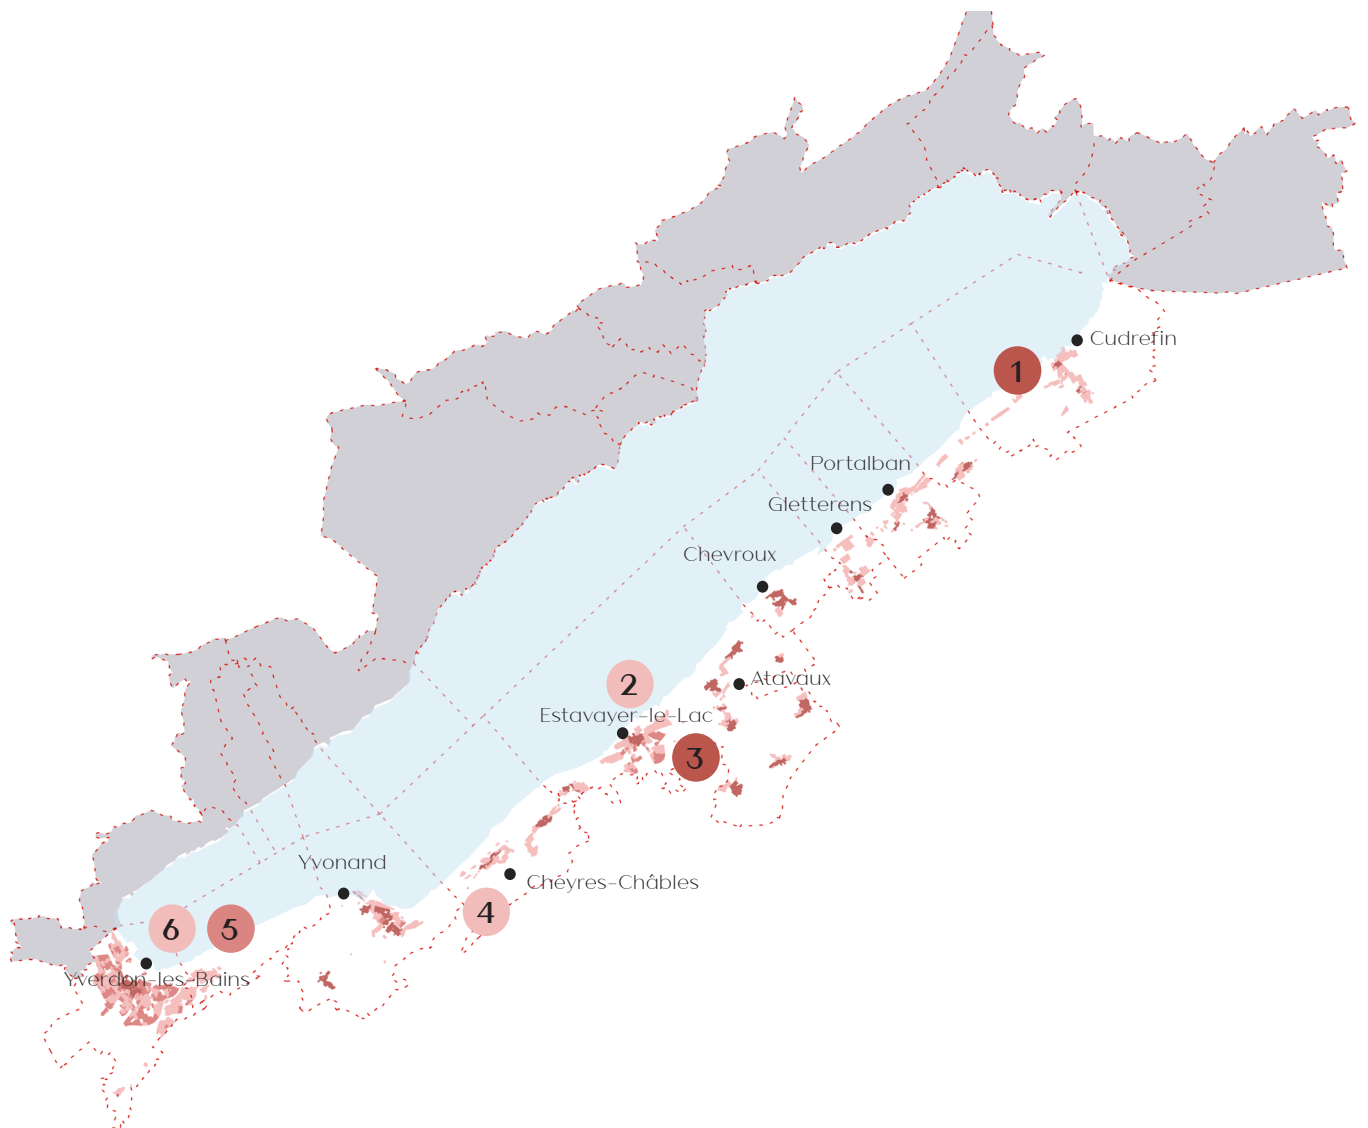 Cudrefin
1
Portalban
Gletterens
Chevroux
Atavaux
2
Estavayer-le-Lac
3
Yvonand
Cheyres-Châbles
4
6
5
Yverdon-les-Bains